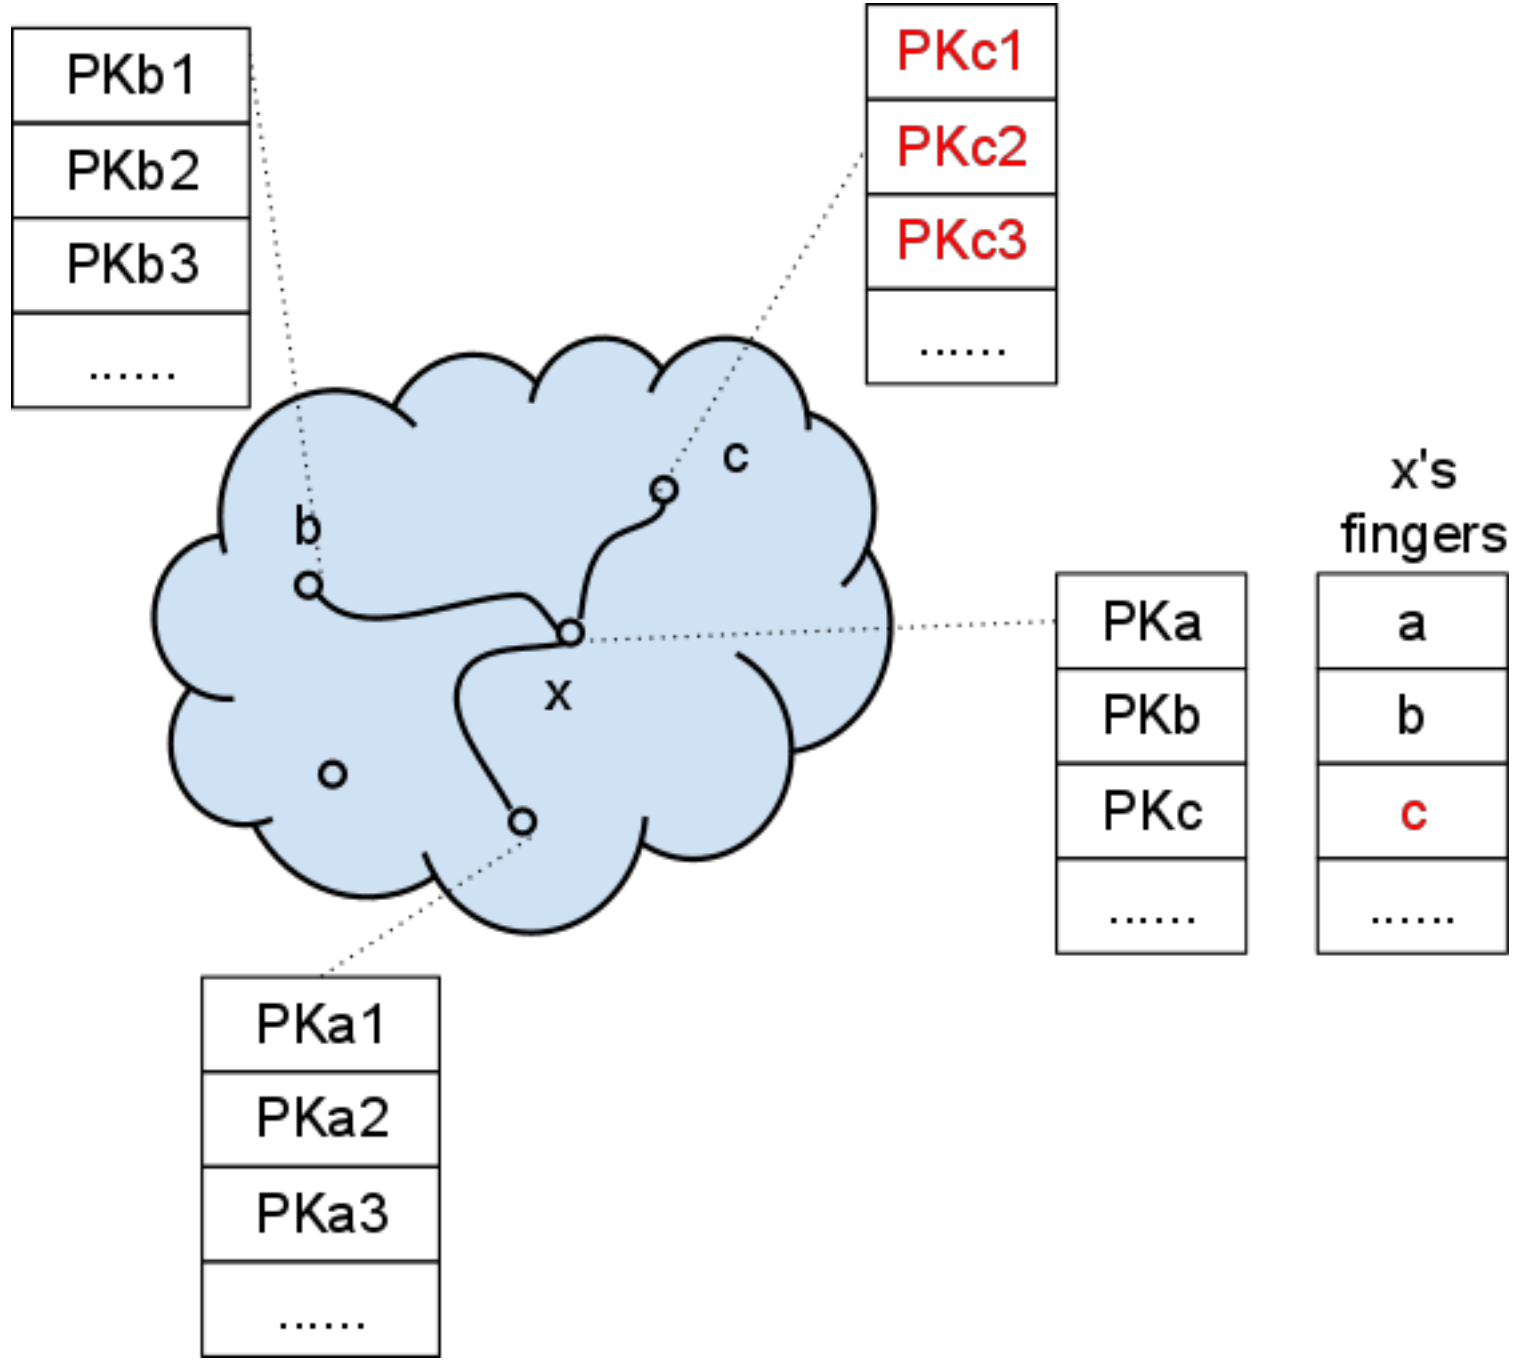 PKb1
PKb2
PKb3
......
PKc1
PKc2
PKc3
......
c
b
x
x's
fingers
PKa
PKb
PKc
......
a
b
c
......
PKa1
PKa2
PKa3
......